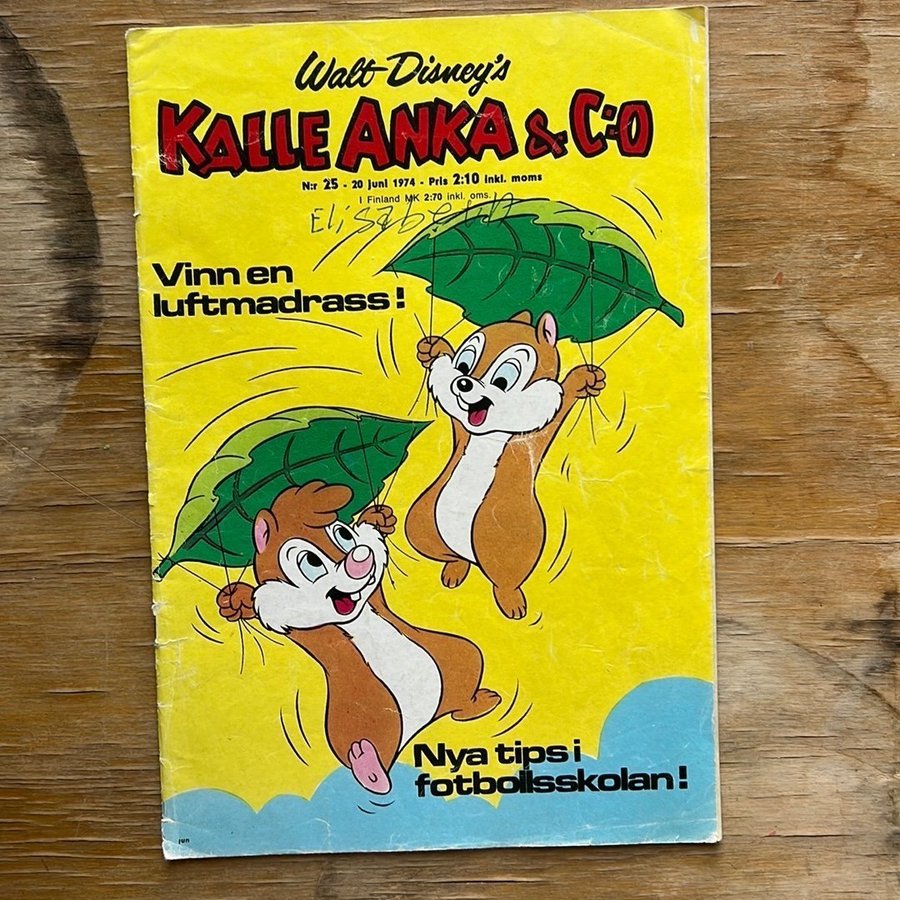 Walt Disney's
KALLE ANKA & C:O
N:r 25 - 20 juni 1974 - Pris 2:10 inkl. moms
I Finland MK 2:70 inkl. oms.
Elisabeth
Vinn en
luftmadrass!
Nya tips i
fotbollsskolan!
jun